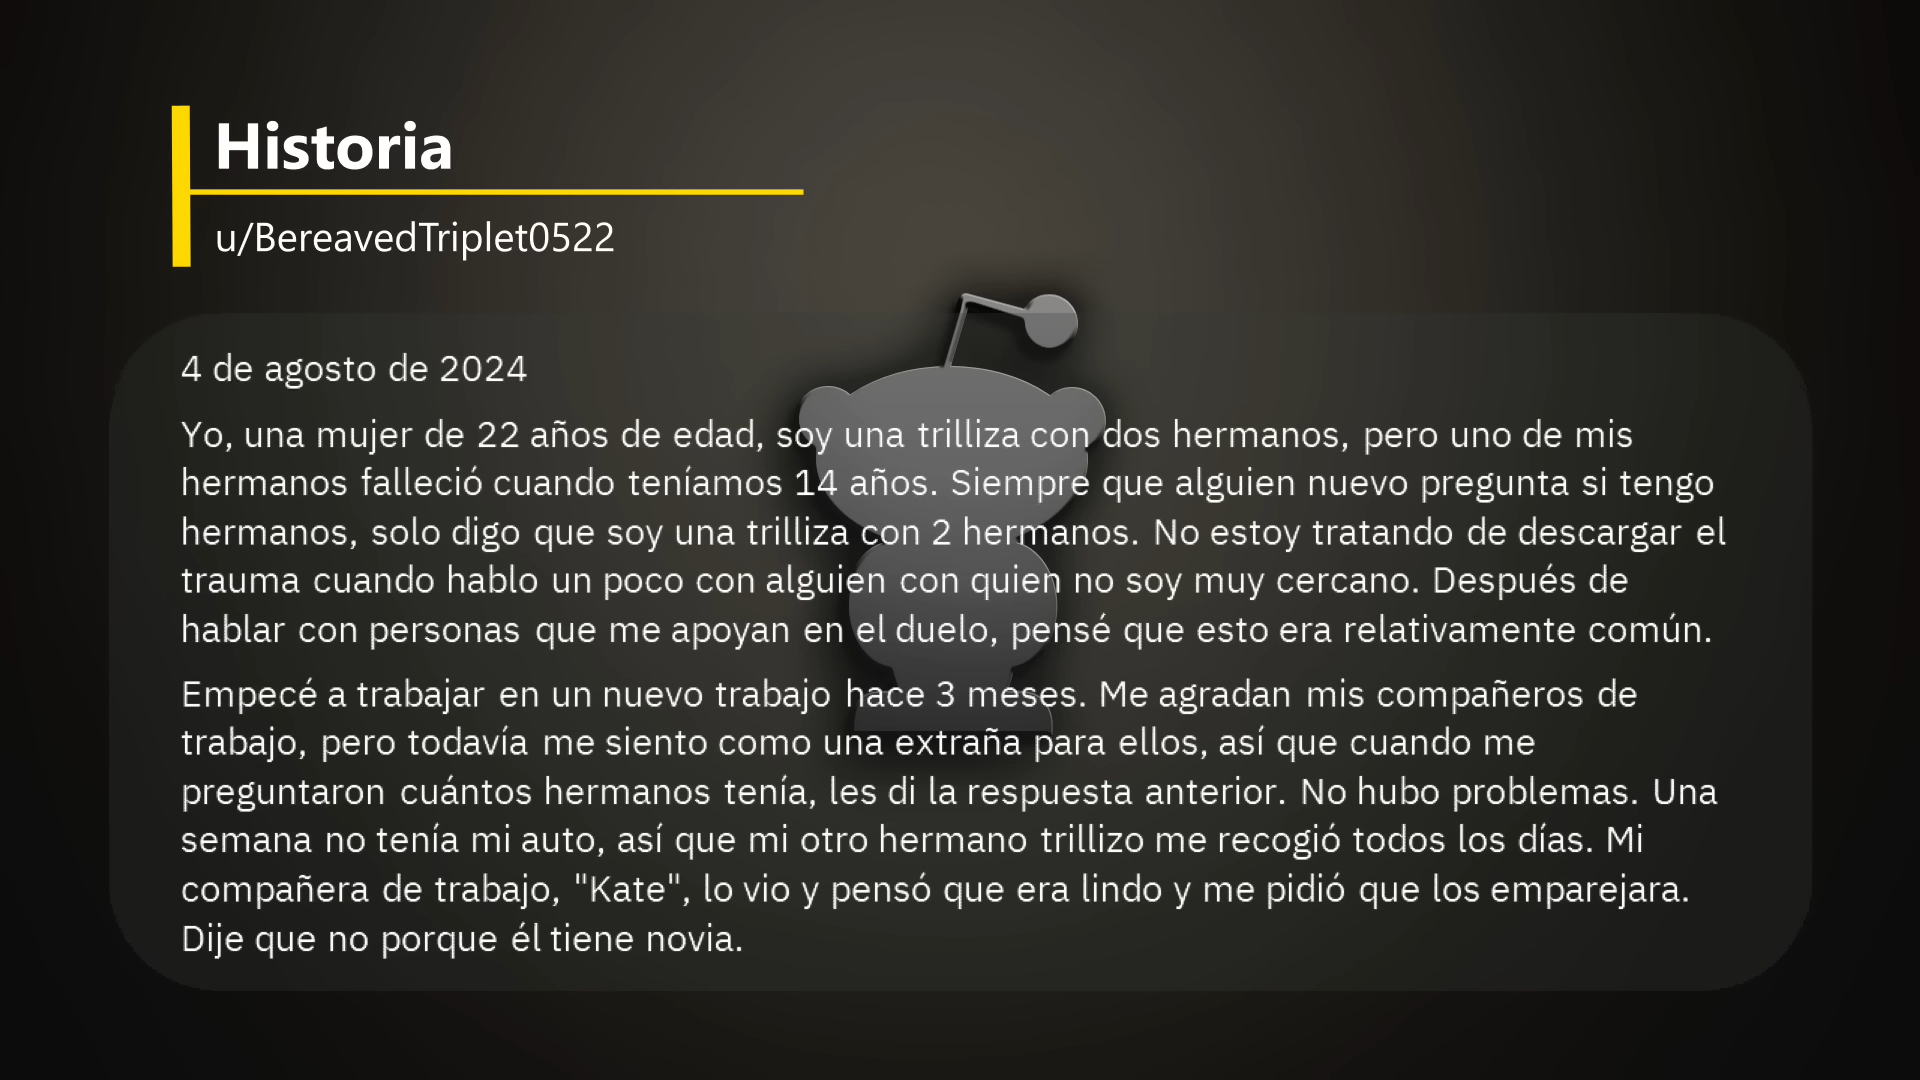 Historia
u/BereavedTriplet0522
4 de agosto de 2024
Yo, una mujer de 22 años de edad, soy una trilliza con dos hermanos, pero uno de mis
hermanos falleció cuando teníamos 14 años. Siempre que alguien nuevo pregunta si tengo
hermanos, solo digo que soy una trilliza con 2 hermanos. No estoy tratando de descargar el
trauma cuando hablo un poco con alguien con quien no soy muy cercano. Después de
hablar con personas que me apoyan en el duelo, pensé que esto era relativamente común.
Empecé a trabajar en un nuevo trabajo hace 3 meses. Me agradan mis compañeros de
trabajo, pero todavía me siento como una extraña para ellos, así que cuando me
preguntaron cuántos hermanos tenía, les di la respuesta anterior. No hubo problemas. Una
semana no tenía mi auto, así que mi otro hermano trillizo me recogió todos los días. Mi
compañera de trabajo, "Kate", lo vio y pensó que era lindo y me pidió que los emparejara.
Dije que no porque él tiene novia.